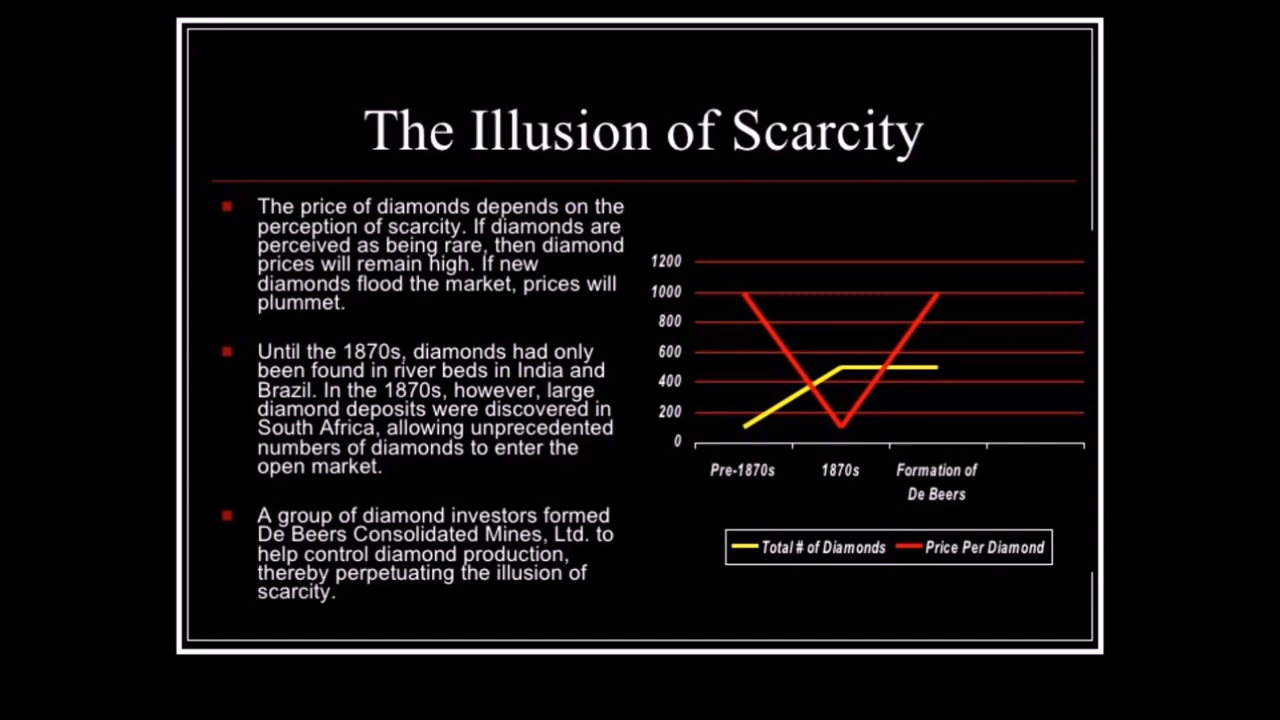 The Illusion of Scarcity
The price of diamonds depends on the
perception of scarcity. If diamonds are
perceived as being rare, then diamond
prices will remain high. If new
diamonds flood the market, prices will
plummet.
Until the 1870s, diamonds had only
been found in river beds in India and
Brazil. In the 1870s, however, large
diamond deposits were discovered in
South Africa, allowing unprecedented
numbers of diamonds to enter the
open market.
A group of diamond investors formed
De Beers Consolidated Mines, Ltd. to
help control diamond production,
thereby perpetuating the illusion of
scarcity.
1200
1000
800
600
400
200
0
Pre-1870s 1870s Formation of
De Beers
Total # of Diamonds Price Per Diamond